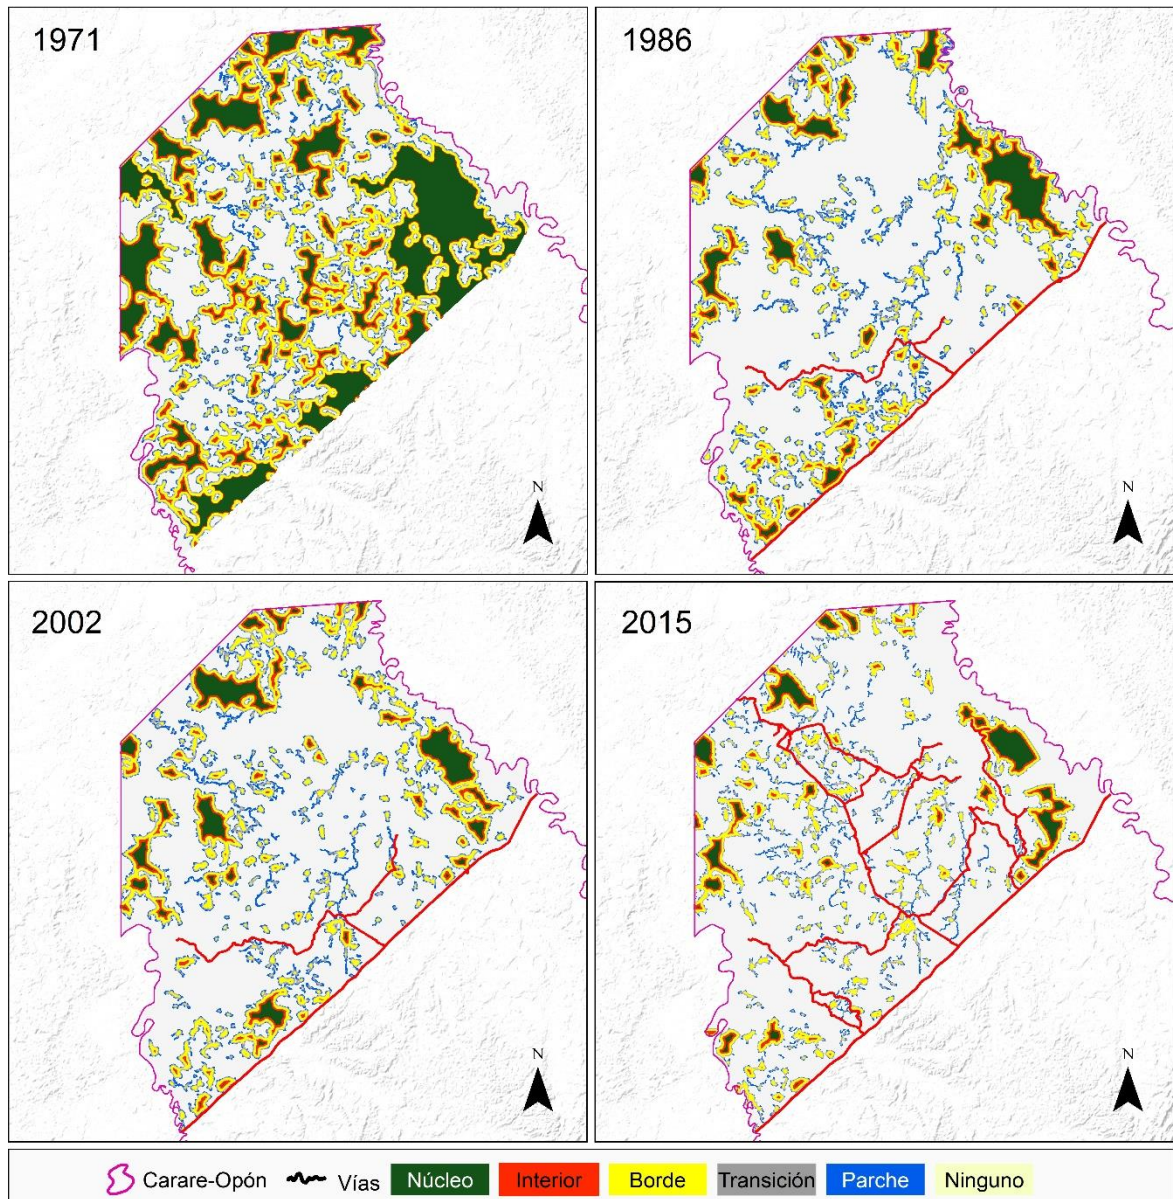 1971
1986
N
N
2002
2015
N
N
Carare-Opón Vías Núcleo Interior Borde Transición Parche Ninguno